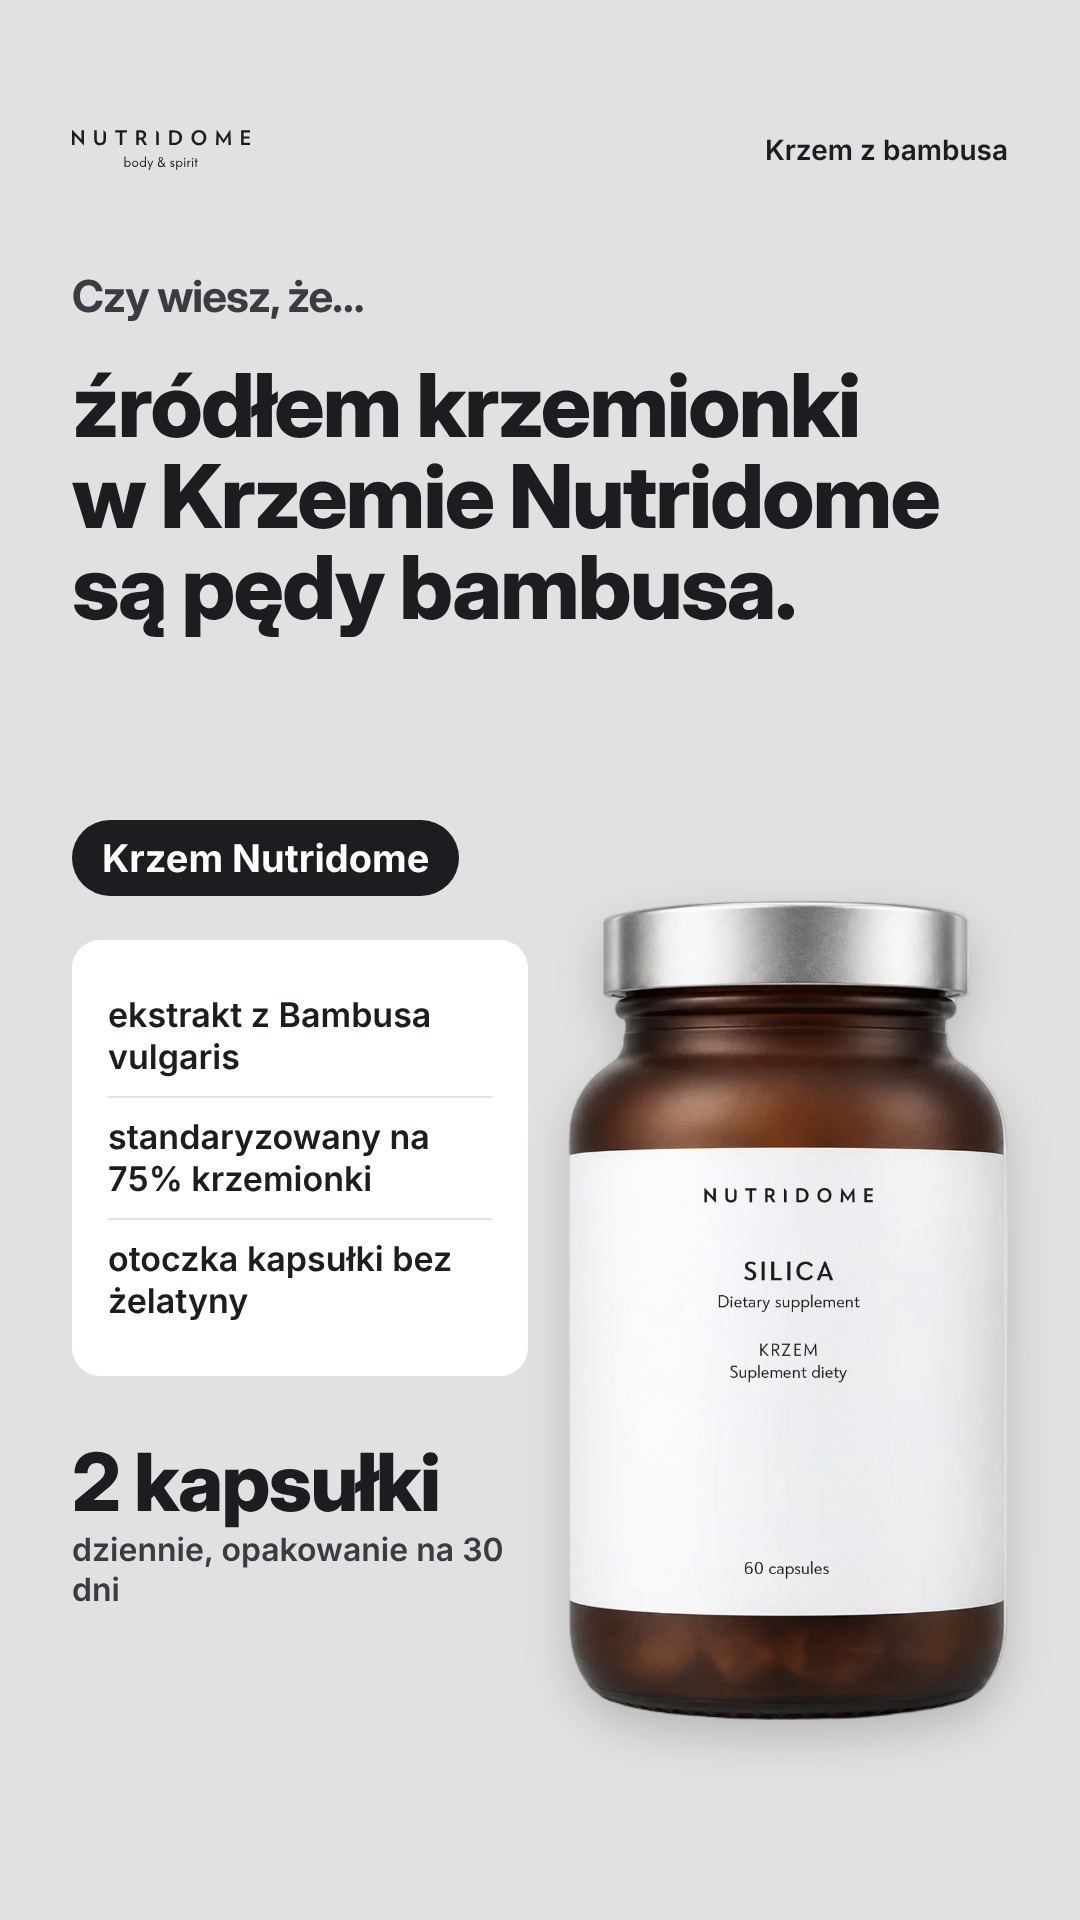 NUTRIDOME
body & spirit
Krzem z bambusa
Czy wiesz, że...
źródłem krzemionki
w Krzemie Nutridome
są pędy bambusa.
Krzem Nutridome
ekstrakt z Bambusa
vulgaris
standaryzowany na
75% krzemionki
otoczka kapsułki bez
żelatyny
2 kapsułki
dziennie, opakowanie na 30
dni
NUTRIDOME
SILICA
Dietary supplement
KRZEM
Suplement diety
60 capsules